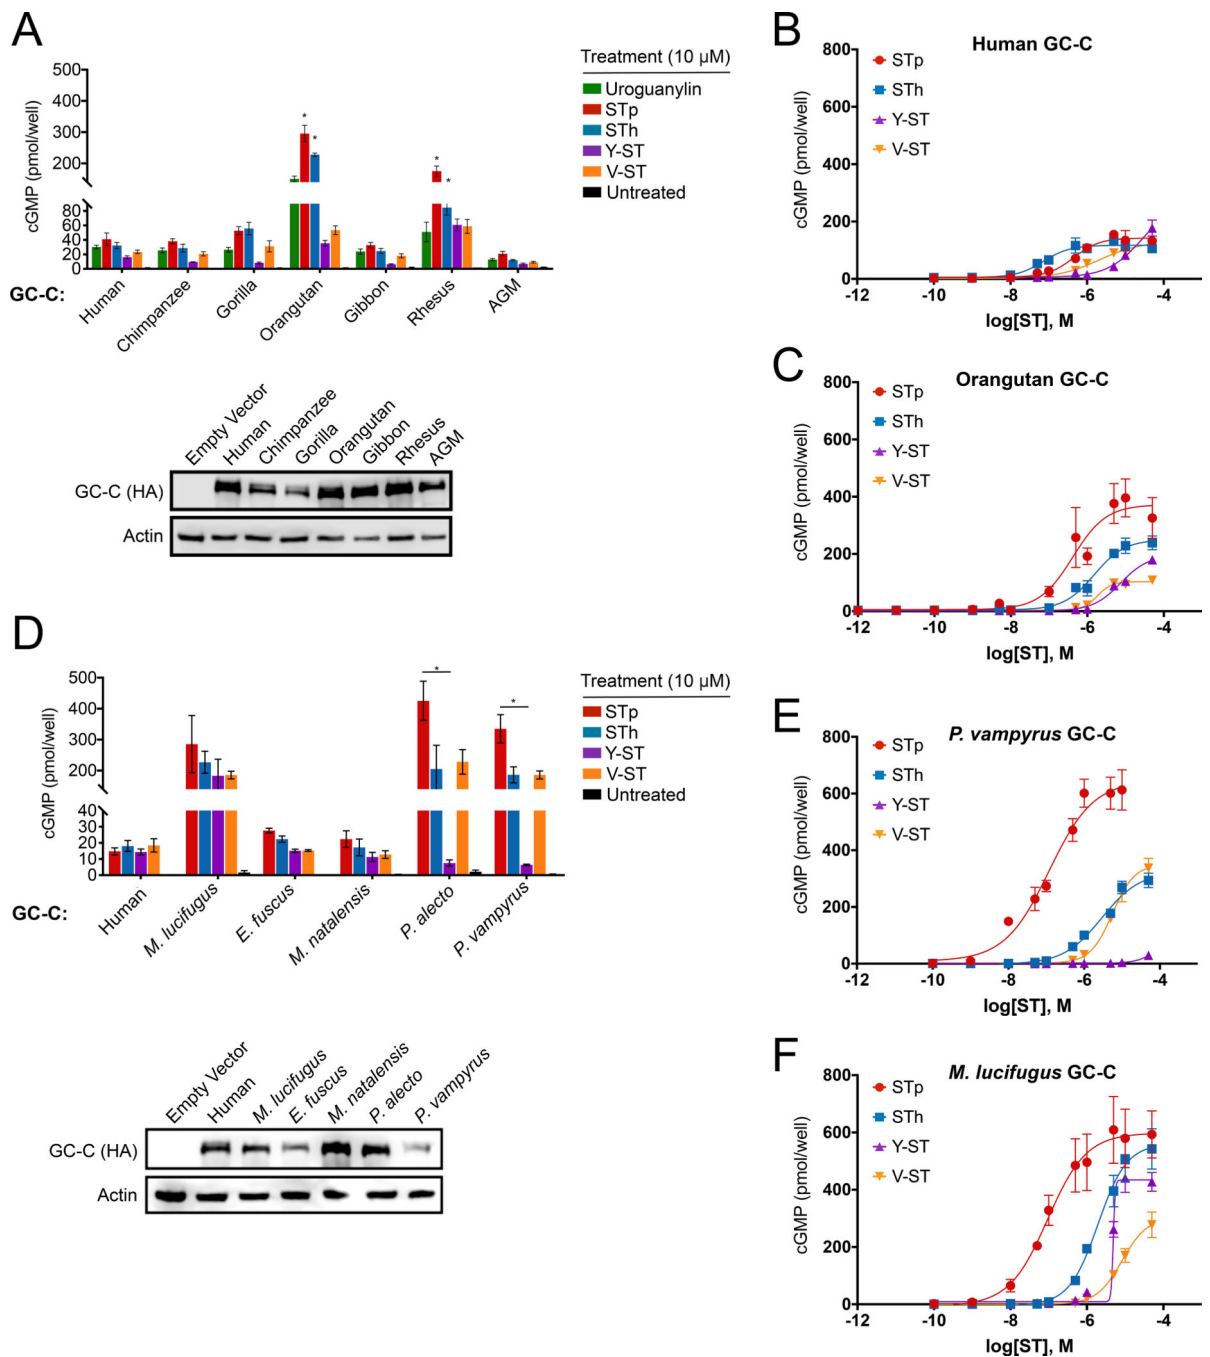 A
cGMP (pmol/well)
500
400
300
200
80
60
40
20
0
GC-C:
Human
Chimpanzee
Gorilla
Orangutan
Gibbon
Rhesus
AGM
* * * *
Treatment (10 µM)
Uroguanylin
STp
STh
Y-ST
V-ST
Untreated
Empty Vector
Human
Chimpanzee
Gorilla
Orangutan
Gibbon
Rhesus
AGM
GC-C (HA)
Actin
B
Human GC-C
STp
STh
Y-ST
V-ST
cGMP (pmol/well)
800
600
400
200
0
-12 -10 -8 -6 -4
log[ST], M
C
Orangutan GC-C
STp
STh
Y-ST
V-ST
cGMP (pmol/well)
800
600
400
200
0
-12 -10 -8 -6 -4
log[ST], M
D
cGMP (pmol/well)
500
400
300
200
40
30
20
10
0
* *
GC-C:
Human
M. lucifugus
E. fuscus
M. natalensis
P. alecto
P. vampyrus
Treatment (10 µM)
STp
STh
Y-ST
V-ST
Untreated
Empty Vector
Human
M. lucifugus
E. fuscus
M. natalensis
P. alecto
P. vampyrus
GC-C (HA)
Actin
E
P. vampyrus GC-C
STp
STh
Y-ST
V-ST
cGMP (pmol/well)
800
600
400
200
0
-12 -10 -8 -6 -4
log[ST], M
F
M. lucifugus GC-C
STp
STh
Y-ST
V-ST
cGMP (pmol/well)
800
600
400
200
0
-12 -10 -8 -6 -4
log[ST], M